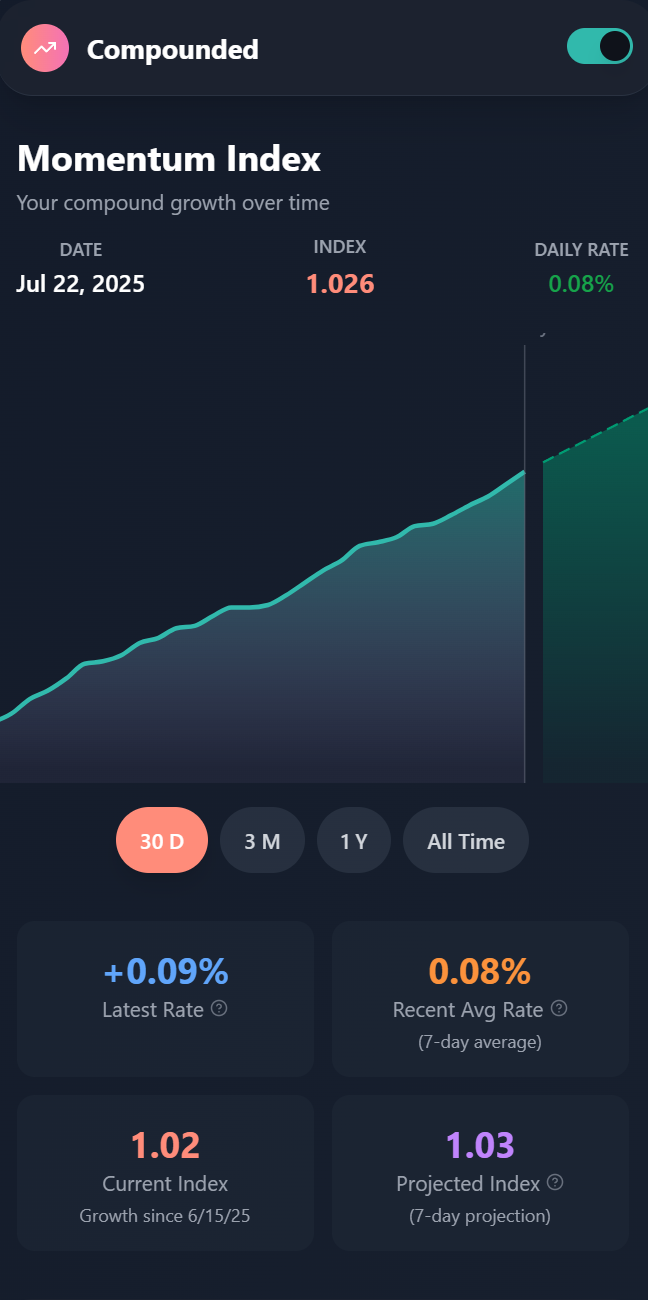 Compounded
Momentum Index
Your compound growth over time
DATE INDEX DAILY RATE
Jul 22, 2025 1.026 0.08%
30 D 3 M 1 Y All Time
+0.09% 0.08%
Latest Rate Recent Avg Rate
(7-day average)
1.02 1.03
Current Index Projected Index
Growth since 6/15/25 (7-day projection)